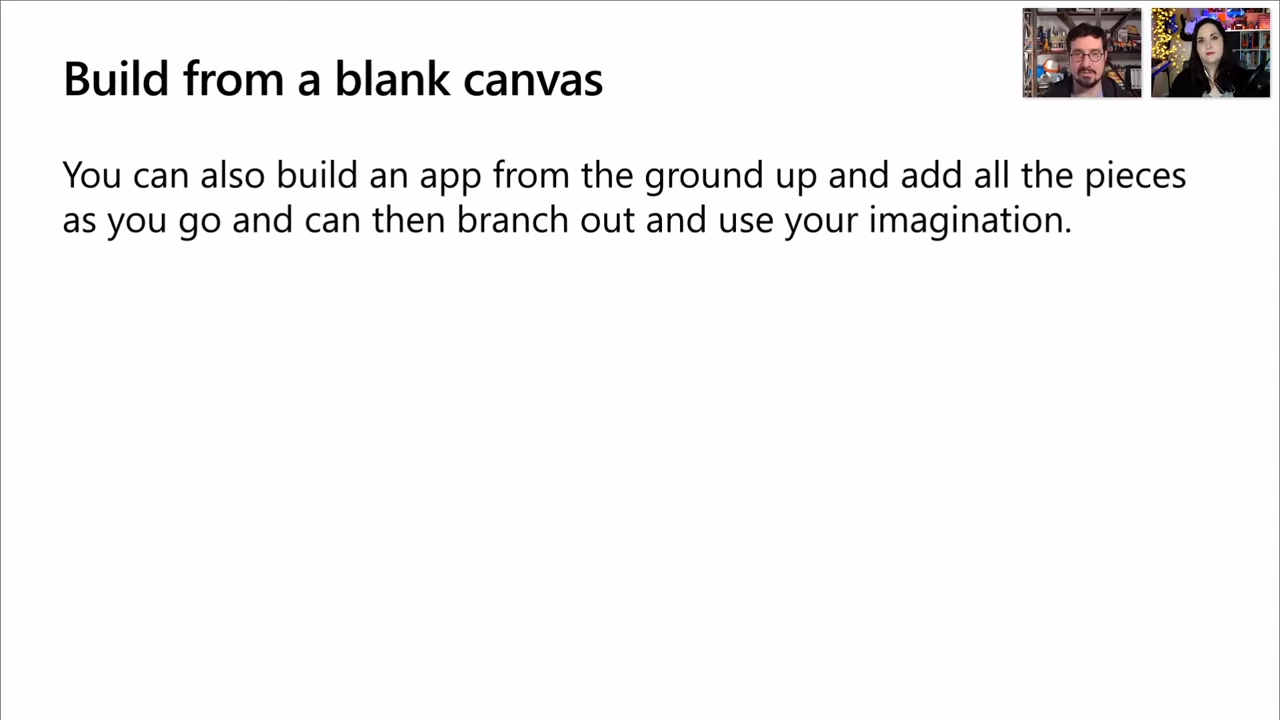 Build from a blank canvas
You can also build an app from the ground up and add all the pieces
as you go and can then branch out and use your imagination.